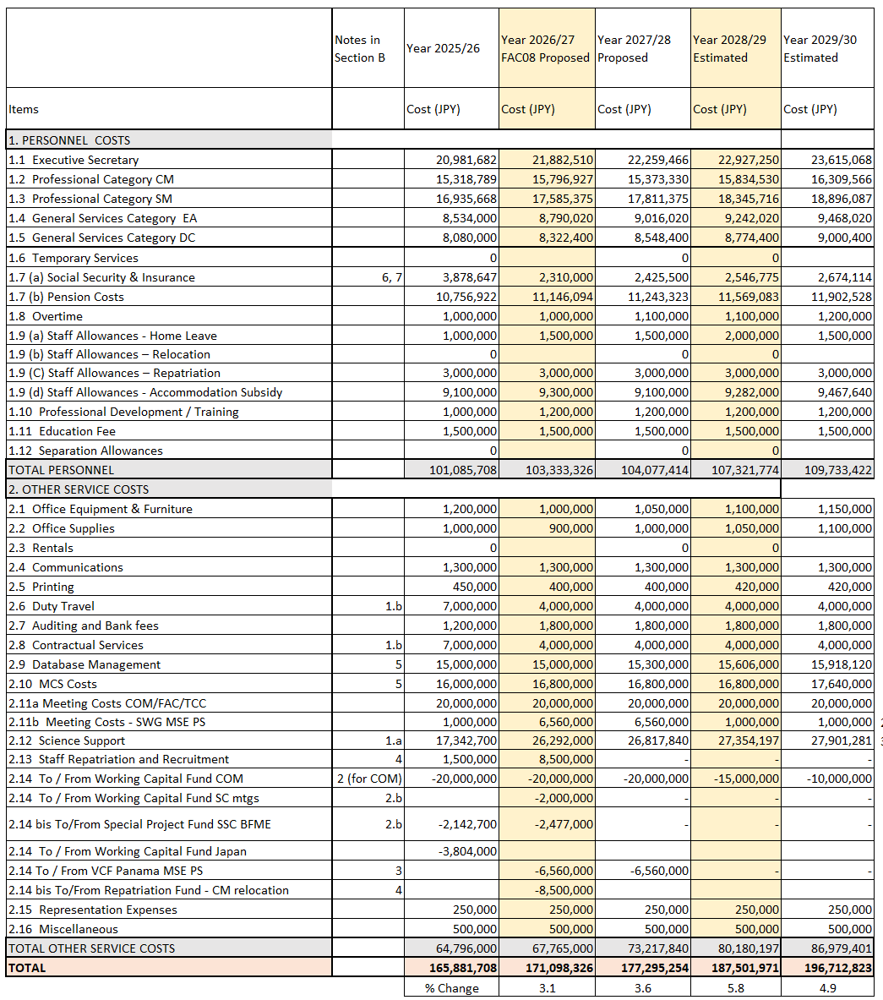 Notes in Section B Year 2025/26 Year 2026/27 FAC08 Proposed Year 2027/28 Proposed Year 2028/29 Estimated Year 2029/30 Estimated
Items Cost (JPY) Cost (JPY) Cost (JPY) Cost (JPY) Cost (JPY)
1. PERSONNEL COSTS
1.1 Executive Secretary 20,981,682 21,882,510 22,259,466 22,927,250 23,615,068
1.2 Professional Category CM 15,318,789 15,796,927 15,373,330 15,834,530 16,309,566
1.3 Professional Category SM 16,935,668 17,585,375 17,811,375 18,345,716 18,896,087
1.4 General Services Category EA 8,534,000 8,790,020 9,016,020 9,242,020 9,468,020
1.5 General Services Category DC 8,080,000 8,322,400 8,548,400 8,774,400 9,000,400
1.6 Temporary Services 0 0 0
1.7 (a) Social Security & Insurance 6, 7 3,878,647 2,310,000 2,425,500 2,546,775 2,674,114
1.7 (b) Pension Costs 10,756,922 11,146,094 11,243,323 11,569,083 11,902,528
1.8 Overtime 1,000,000 1,000,000 1,100,000 1,100,000 1,200,000
1.9 (a) Staff Allowances - Home Leave 1,000,000 1,500,000 1,500,000 2,000,000 1,500,000
1.9 (b) Staff Allowances – Relocation 0 0 0
1.9 (C) Staff Allowances – Repatriation 3,000,000 3,000,000 3,000,000 3,000,000 3,000,000
1.9 (d) Staff Allowances - Accommodation Subsidy 9,100,000 9,300,000 9,100,000 9,282,000 9,467,640
1.10 Professional Development / Training 1,000,000 1,200,000 1,200,000 1,200,000 1,200,000
1.11 Education Fee 1,500,000 1,500,000 1,500,000 1,500,000 1,500,000
1.12 Separation Allowances 0 0 0
TOTAL PERSONNEL 101,085,708 103,333,326 104,077,414 107,321,774 109,733,422
2. OTHER SERVICE COSTS
2.1 Office Equipment & Furniture 1,200,000 1,000,000 1,050,000 1,100,000 1,150,000
2.2 Office Supplies 1,000,000 900,000 1,000,000 1,050,000 1,100,000
2.3 Rentals 0 0 0
2.4 Communications 1,300,000 1,300,000 1,300,000 1,300,000 1,300,000
2.5 Printing 450,000 400,000 400,000 420,000 420,000
2.6 Duty Travel 1.b 7,000,000 4,000,000 4,000,000 4,000,000 4,000,000
2.7 Auditing and Bank fees 1,200,000 1,800,000 1,800,000 1,800,000 1,800,000
2.8 Contractual Services 1.b 7,000,000 4,000,000 4,000,000 4,000,000 4,000,000
2.9 Database Management 5 15,000,000 15,000,000 15,300,000 15,606,000 15,918,120
2.10 MCS Costs 5 16,000,000 16,800,000 16,800,000 16,800,000 17,640,000
2.11a Meeting Costs COM/FAC/TCC 20,000,000 20,000,000 20,000,000 20,000,000 20,000,000
2.11b Meeting Costs - SWG MSE PS 1,000,000 6,560,000 6,560,000 1,000,000 1,000,000
2.12 Science Support 1.a 17,342,700 26,292,000 26,817,840 27,354,197 27,901,281
2.13 Staff Repatriation and Recruitment 4 1,500,000 8,500,000 - - -
2.14 To / From Working Capital Fund COM 2 (for COM) -20,000,000 -20,000,000 -20,000,000 -15,000,000 -10,000,000
2.14 To / From Working Capital Fund SC mtgs 2.b -2,000,000 - - -
2.14 bis To/From Special Project Fund SSC BFME 2.b -2,142,700 -2,477,000 - - -
2.14 To / From Working Capital Fund Japan -3,804,000
2.14 To / From VCF Panama MSE PS 3 -6,560,000 -6,560,000 - -
2.14 bis To/From Repatriation Fund - CM relocation 4 -8,500,000
2.15 Representation Expenses 250,000 250,000 250,000 250,000 250,000
2.16 Miscellaneous 500,000 500,000 500,000 500,000 500,000
TOTAL OTHER SERVICE COSTS 64,796,000 67,765,000 73,217,840 80,180,197 86,979,401
TOTAL 165,881,708 171,098,326 177,295,254 187,501,971 196,712,823
% Change 3.1 3.6 5.8 4.9